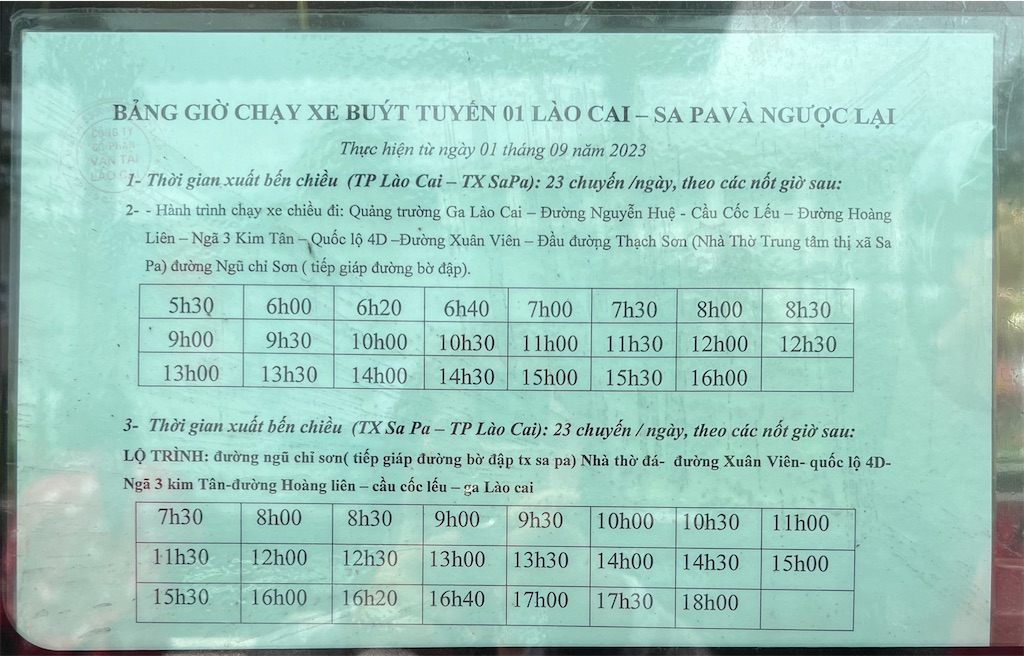 BẢNG GIỜ CHẠY XE BUÝT TUYẾN 01 LÀO CAI – SA PAVÀ NGƯỢC LẠI
CÔNG TY
CỔ PHẦN
VẬN TẢI
LÀO CAI
Thực hiện từ ngày 01 tháng 09 năm 2023
1- Thời gian xuất bến chiều (TP Lào Cai – TX SaPa): 23 chuyến /ngày, theo các nốt giờ sau:
2- - Hành trình chạy xe chiều đi: Quảng trường Ga Lào Cai – Đường Nguyễn Huệ - Cầu Cốc Lếu – Đường Hoàng
Liên – Ngã 3 Kim Tân – Quốc lộ 4D –Đường Xuân Viên – Đầu đường Thạch Sơn (Nhà Thờ Trung tâm thị xã Sa
Pa) đường Ngũ chỉ Sơn ( tiếp giáp đường bờ đập).
5h30 6h00 6h20 6h40 7h00 7h30 8h00 8h30
9h00 9h30 10h00 10h30 11h00 11h30 12h00 12h30
13h00 13h30 14h00 14h30 15h00 15h30 16h00
3- Thời gian xuất bến chiều (TX Sa Pa – TP Lào Cai): 23 chuyến / ngày, theo các nốt giờ sau:
LỘ TRÌNH: đường ngũ chỉ sơn( tiếp giáp đường bờ đập tx sa pa) Nhà thờ đá- đường Xuân Viên- quốc lộ 4D-
Ngã 3 kim Tân-đường Hoàng liên – cầu cốc lếu – ga Lào cai
7h30 8h00 8h30 9h00 9h30 10h00 10h30 11h00
11h30 12h00 12h30 13h00 13h30 14h00 14h30 15h00
15h30 16h00 16h20 16h40 17h00 17h30 18h00